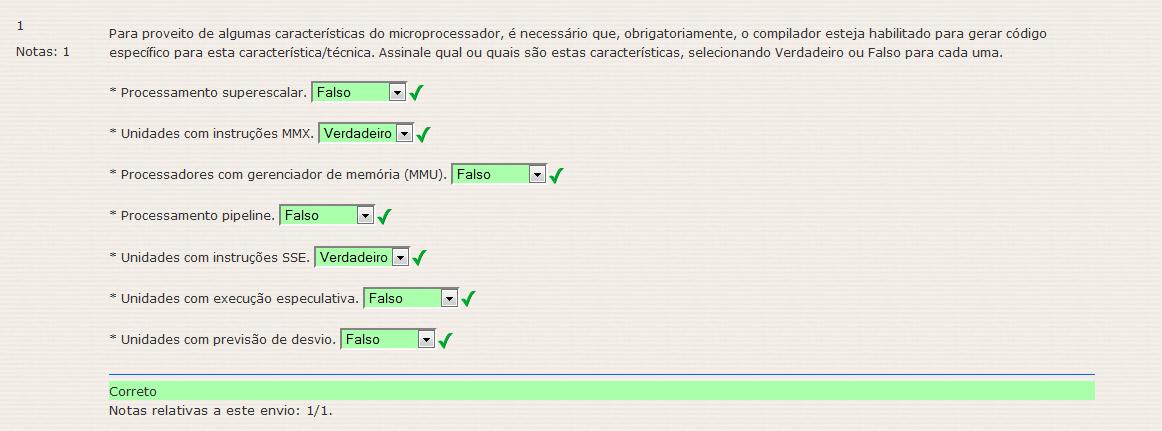 1
Notas: 1
Para proveito de algumas características do microprocessador, é necessário que, obrigatoriamente, o compilador esteja habilitado para gerar código
específico para esta característica/técnica. Assinale qual ou quais são estas características, selecionando Verdadeiro ou Falso para cada uma.
* Processamento superescalar. Falso
* Unidades com instruções MMX. Verdadeiro
* Processadores com gerenciador de memória (MMU). Falso
* Processamento pipeline. Falso
* Unidades com instruções SSE. Verdadeiro
* Unidades com execução especulativa. Falso
* Unidades com previsão de desvio. Falso
Correto
Notas relativas a este envio: 1/1.